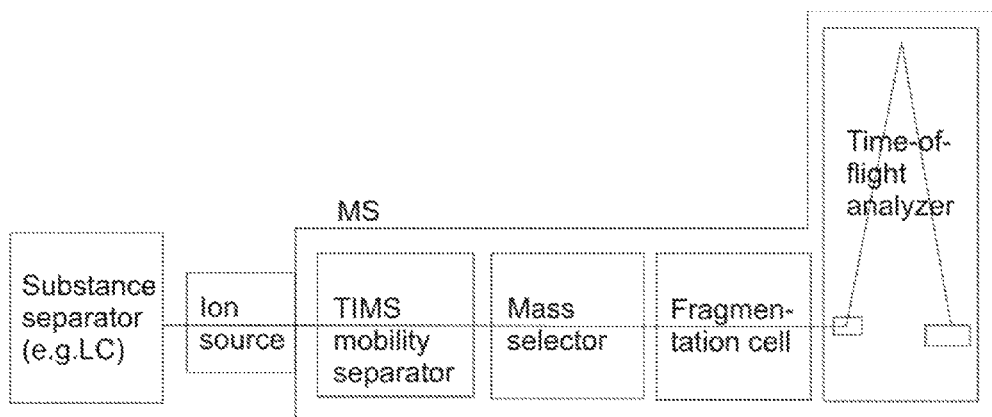 MS
Substance
separator
(e.g.LC)
Ion
source
TIMS
mobility
separator
Mass
selector
Fragmen-
tation cell
Time-of-
flight
analyzer